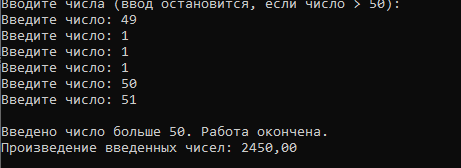 Вводите числа (ввод остановится, если число > 50):
Введите число: 49
Введите число: 1
Введите число: 1
Введите число: 1
Введите число: 50
Введите число: 51
Введено число больше 50. Работа окончена.
Произведение введенных чисел: 2450,00